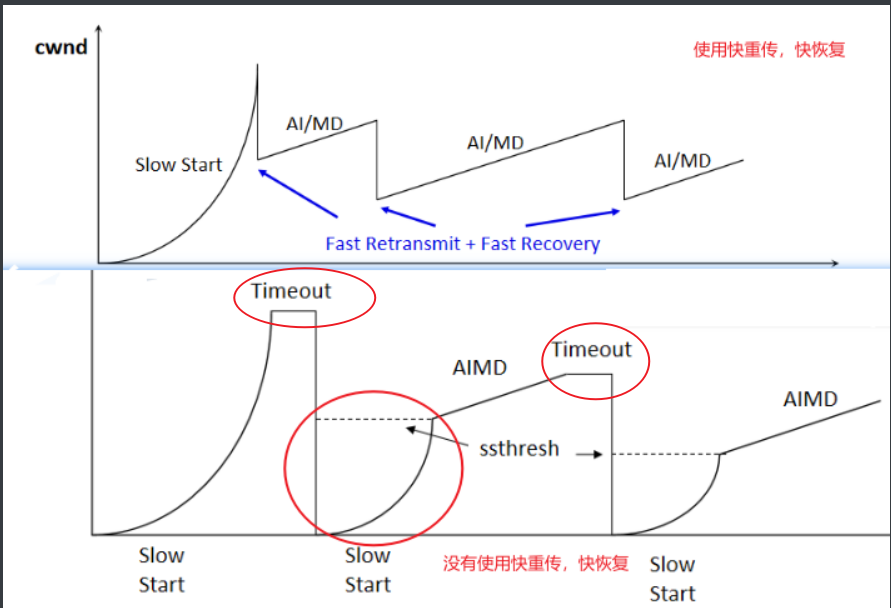 cwnd
使用快重传，快恢复
AI/MD
AI/MD
AI/MD
Slow Start
Fast Retransmit + Fast Recovery
Timeout
Timeout
AIMD
AIMD
ssthresh
Slow
Start
Slow
Start
没有使用快重传，快恢复
Slow
Start